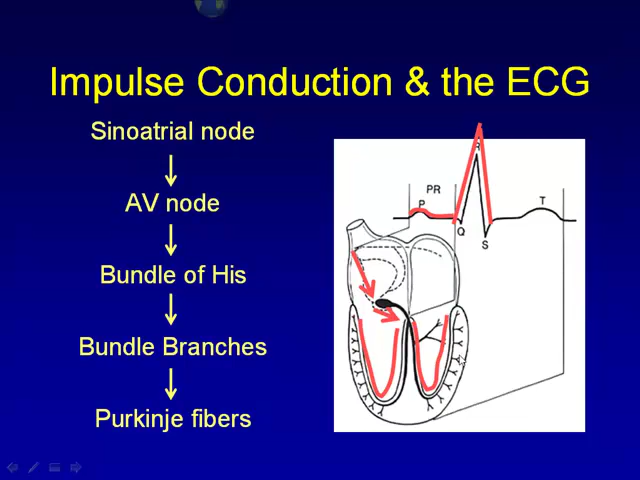 Impulse Conduction & the ECG
Sinoatrial node
AV node
Bundle of His
Bundle Branches
Purkinje fibers
R
PR
P
T
Q
S